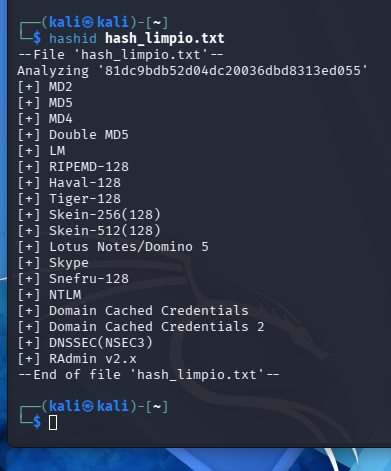 ┌──(kali㉿kali)-[~]
└─$ hashid hash_limpio.txt
--File 'hash_limpio.txt'--
Analyzing '81dc9bdb52d04dc20036dbd8313ed055'
[+] MD2
[+] MD5
[+] MD4
[+] Double MD5
[+] LM
[+] RIPEMD-128
[+] Haval-128
[+] Tiger-128
[+] Skein-256(128)
[+] Skein-512(128)
[+] Lotus Notes/Domino 5
[+] Skype
[+] Snefru-128
[+] NTLM
[+] Domain Cached Credentials
[+] Domain Cached Credentials 2
[+] DNSSEC(NSEC3)
[+] RAdmin v2.x
--End of file 'hash_limpio.txt'--
┌──(kali㉿kali)-[~]
└─$